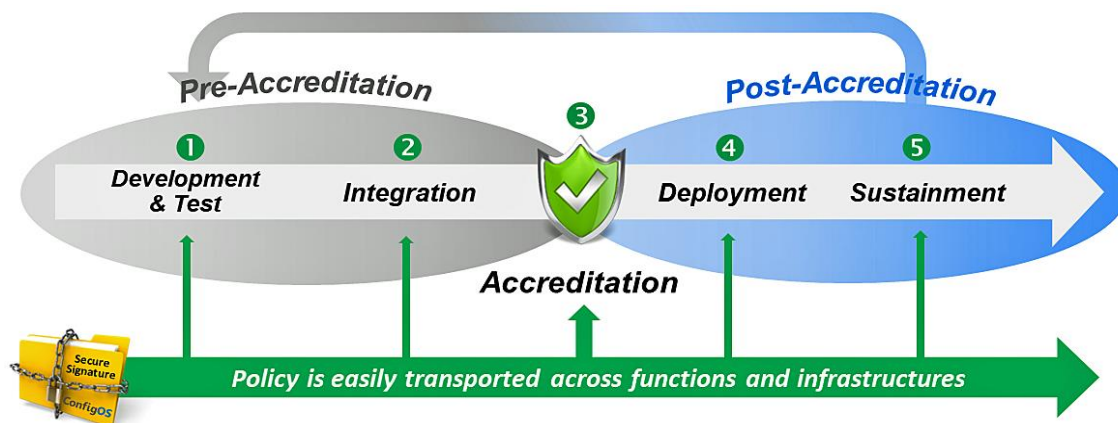 Pre-Accreditation
Post-Accreditation
1
2
3
4
5
Development
& Test
Integration
Deployment
Sustainment
Accreditation
Secure
Signature
ConfigOS
Policy is easily transported across functions and infrastructures